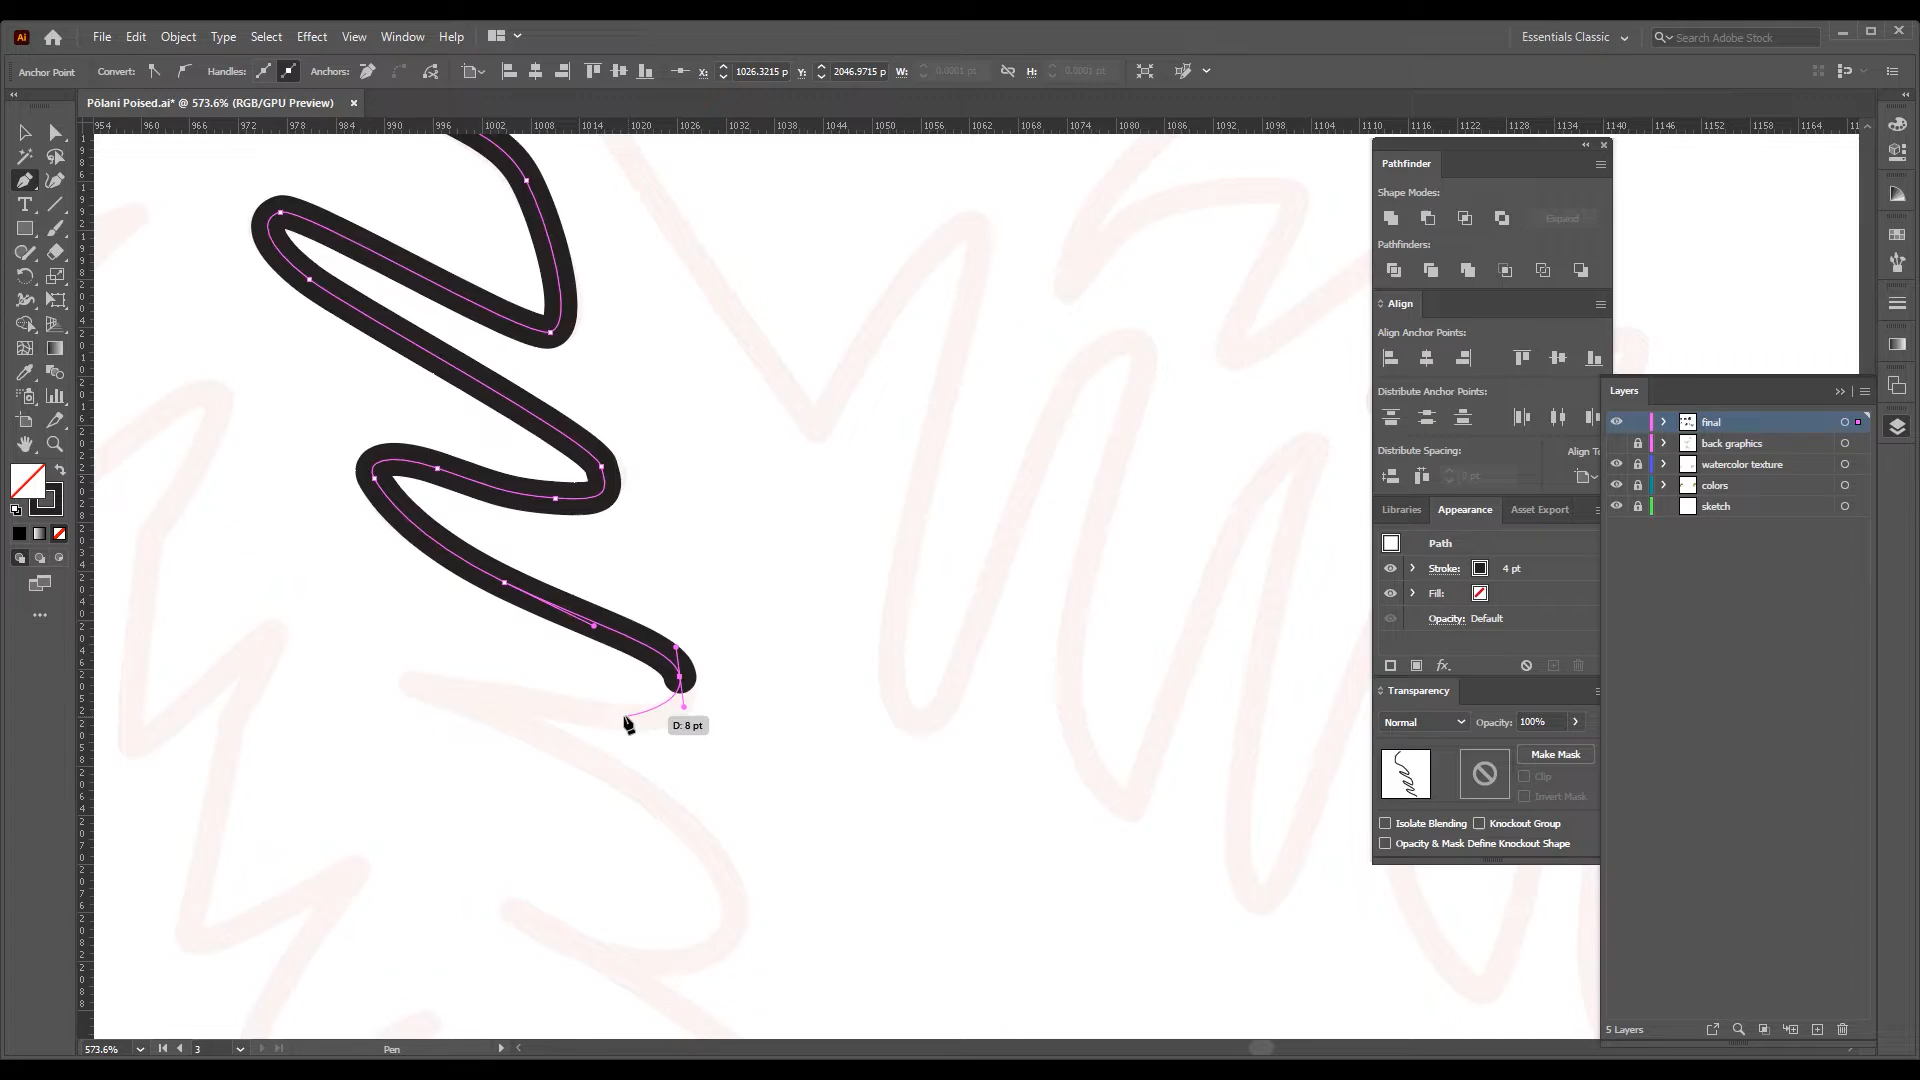 Ai File Edit Object Type Select Effect View Window Help Essentials Classic Search Adobe Stock
Anchor Point Convert: Handles: Anchors: X: 1026.3215 p Y: 2046.9715 p W: 0.0001 pt H: 0.0001 pt
Pōlani Poised.ai* @ 573.6% (RGB/GPU Preview)
954 960 966 972 978 984 990 996 1002 1008 1014 1020 1026 1032 1038 1044 1050 1056 1062 1068 1074 1080 1086 1092 1098 1104 1110 1116 1122 1128 1134 1140 1146 1152 1158 1164
Pathfinder
Shape Modes:
Expand
Pathfinders:
Align
Align Anchor Points:
Distribute Anchor Points:
Distribute Spacing: Align To
0 pt
Libraries Appearance Asset Export
Path
Stroke: 4 pt
Fill:
Opacity: Default
fx.
Transparency
Normal Opacity: 100%
Make Mask
Clip
Invert Mask
Isolate Blending Knockout Group
Opacity & Mask Define Knockout Shape
Layers
final
back graphics
watercolor texture
colors
sketch
5 Layers
D: 8 pt
573.6% 3 Pen